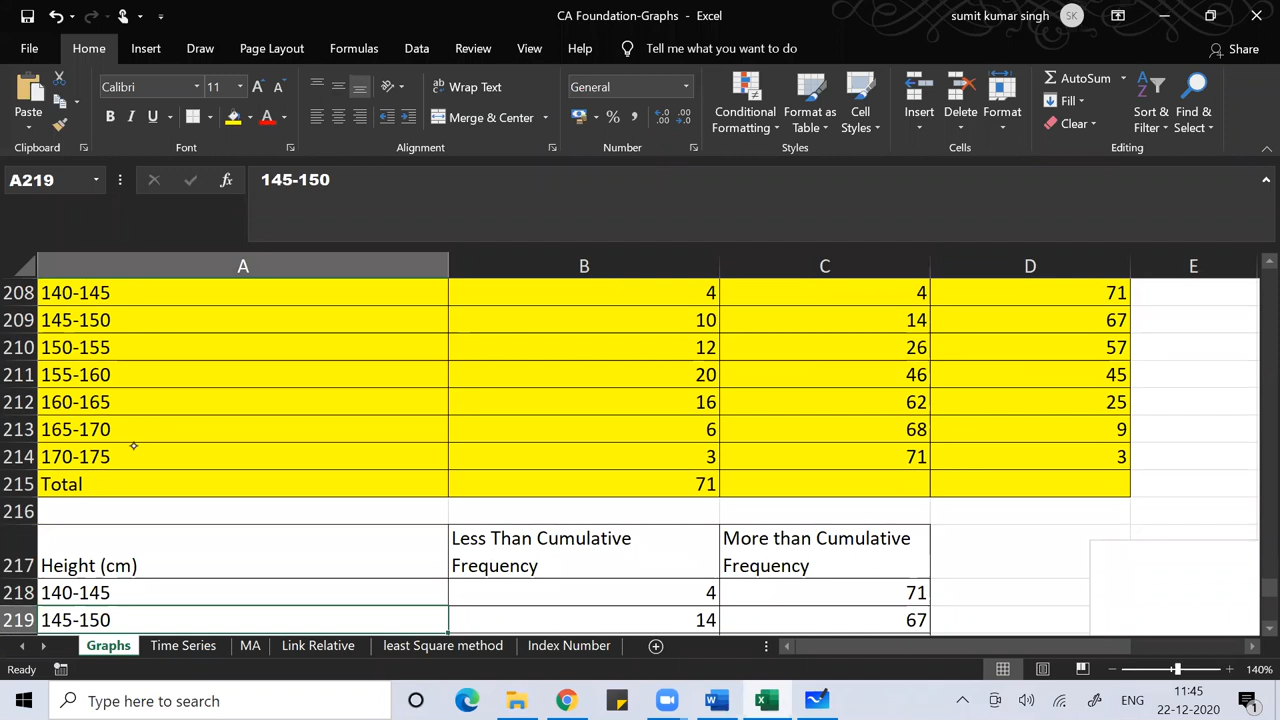 CA Foundation-Graphs - Excel
sumit kumar singh
SK
File Home Insert Draw Page Layout Formulas Data Review View Help Tell me what you want to do
Share
Paste
Clipboard
Calibri 11
A A
B I U A
Font
ab Wrap Text
Merge & Center
Alignment
General
% ,
Number
Conditional Formatting
Format as Table
Cell Styles
Styles
Insert Delete Format
Cells
AutoSum
Fill
Clear
Sort & Filter
Find & Select
Editing
A219
fx 145-150
A B C D E
208 140-145 4 4 71
209 145-150 10 14 67
210 150-155 12 26 57
211 155-160 20 46 45
212 160-165 16 62 25
213 165-170 6 68 9
214 170-175 3 71 3
215 Total 71
216
217 Height (cm) Less Than Cumulative Frequency More than Cumulative Frequency
218 140-145 4 71
219 145-150 14 67
Graphs Time Series MA Link Relative least Square method Index Number
Ready
140%
Type here to search
ENG
11:45
22-12-2020
1